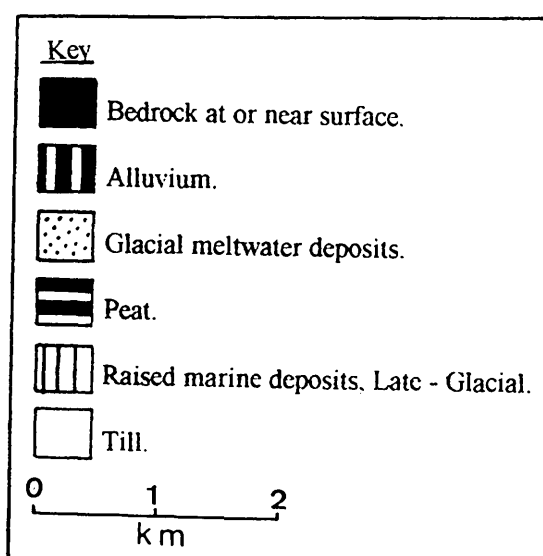 Key
Bedrock at or near surface.
Alluvium.
Glacial meltwater deposits.
Peat.
Raised marine deposits, Late - Glacial.
Till.
0 1 2
km